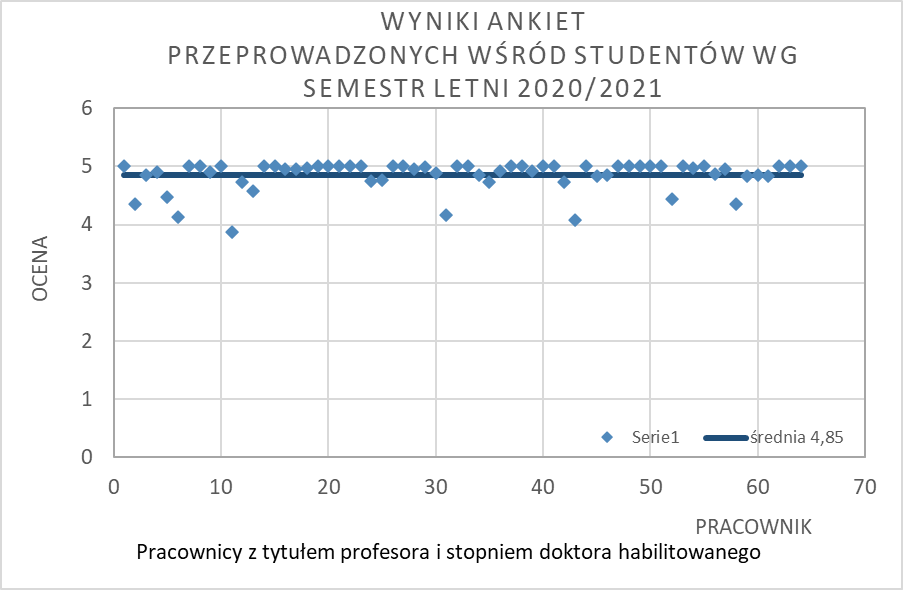 WYNIKI ANKIET
PRZEPROWADZONYCH WŚRÓD STUDENTÓW WG
SEMESTR LETNI 2020/2021
6
5
4
3
2
1
0
OCENA
Serie1
średnia 4,85
0 10 20 30 40 50 60 70
PRACOWNIK
Pracownicy z tytułem profesora i stopniem doktora habilitowanego